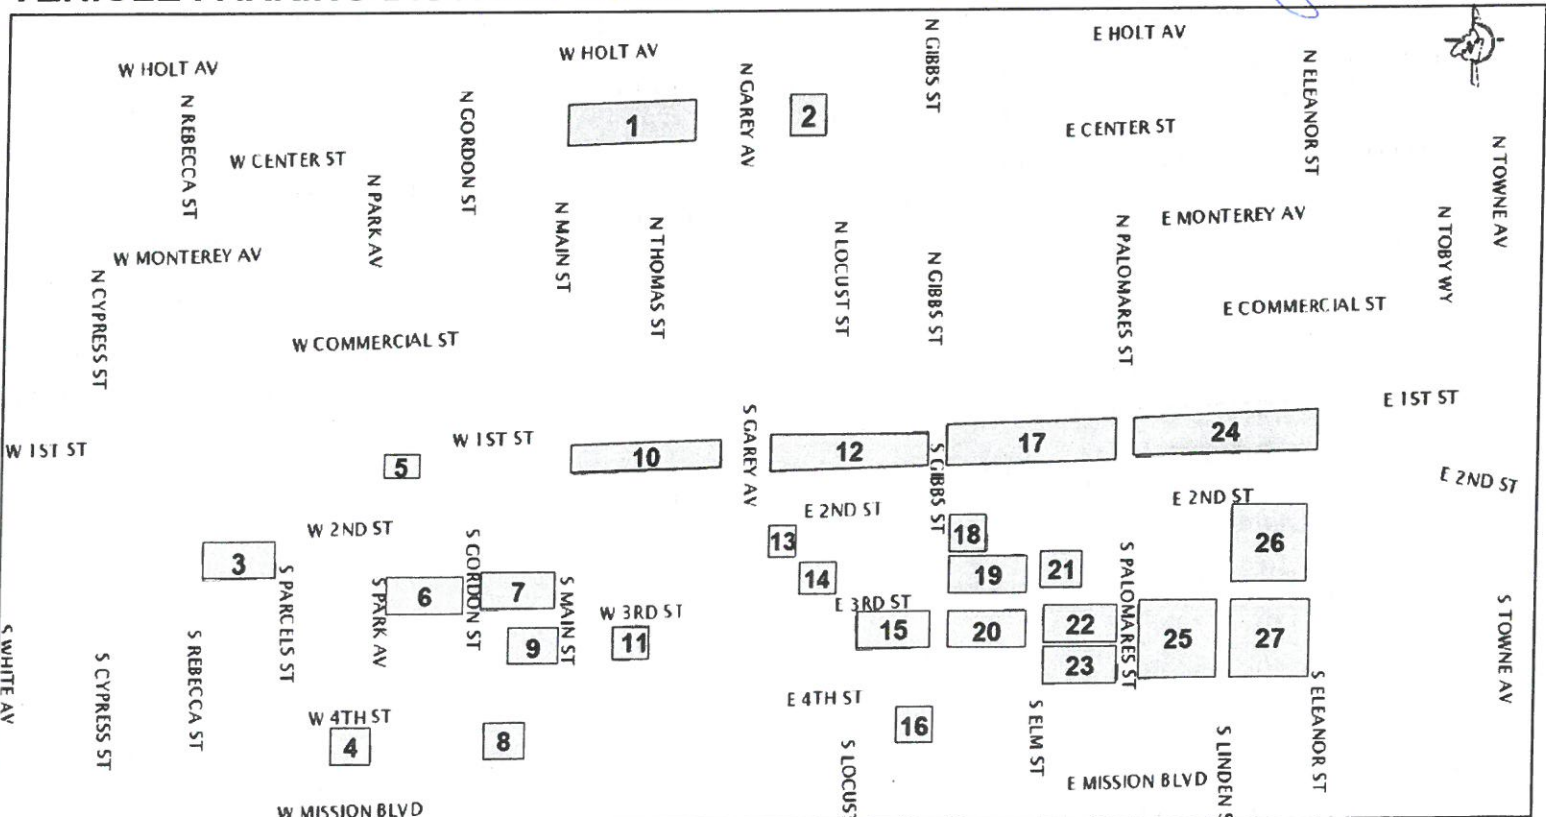 W HOLT AV
W HOLT AV
E HOLT AV
N GIBBS ST
N REBECCA ST
N GORDON ST
N GAREY AV
N ELEANOR ST
1
2
W CENTER ST
E CENTER ST
N PARK AV
N TOWNE AV
W MONTEREY AV
E MONTEREY AV
N MAIN ST
N THOMAS ST
N LOCUST ST
N GIBBS ST
N PALOMARES ST
N TOBY WY
N CYPRESS ST
W COMMERCIAL ST
E COMMERCIAL ST
E 1ST ST
W 1ST ST
W 1ST ST
5
10
S GAREY AV
12
S GIBBS ST
17
24
E 2ND ST
W 2ND ST
E 2ND ST
E 2ND ST
3
S PARCELS ST
S PARK AV
6
S GORDON ST
7
S MAIN ST
13
14
18
19
21
S PALOMARES ST
26
W 3RD ST
E 3RD ST
9
11
15
20
22
23
25
27
S WHITE AV
S CYPRESS ST
S REBECCA ST
S TOWNE AV
W 4TH ST
E 4TH ST
4
8
16
S LOCUST
S ELM ST
S LINDEN S
S ELEANOR ST
W MISSION BLVD
E MISSION BLVD